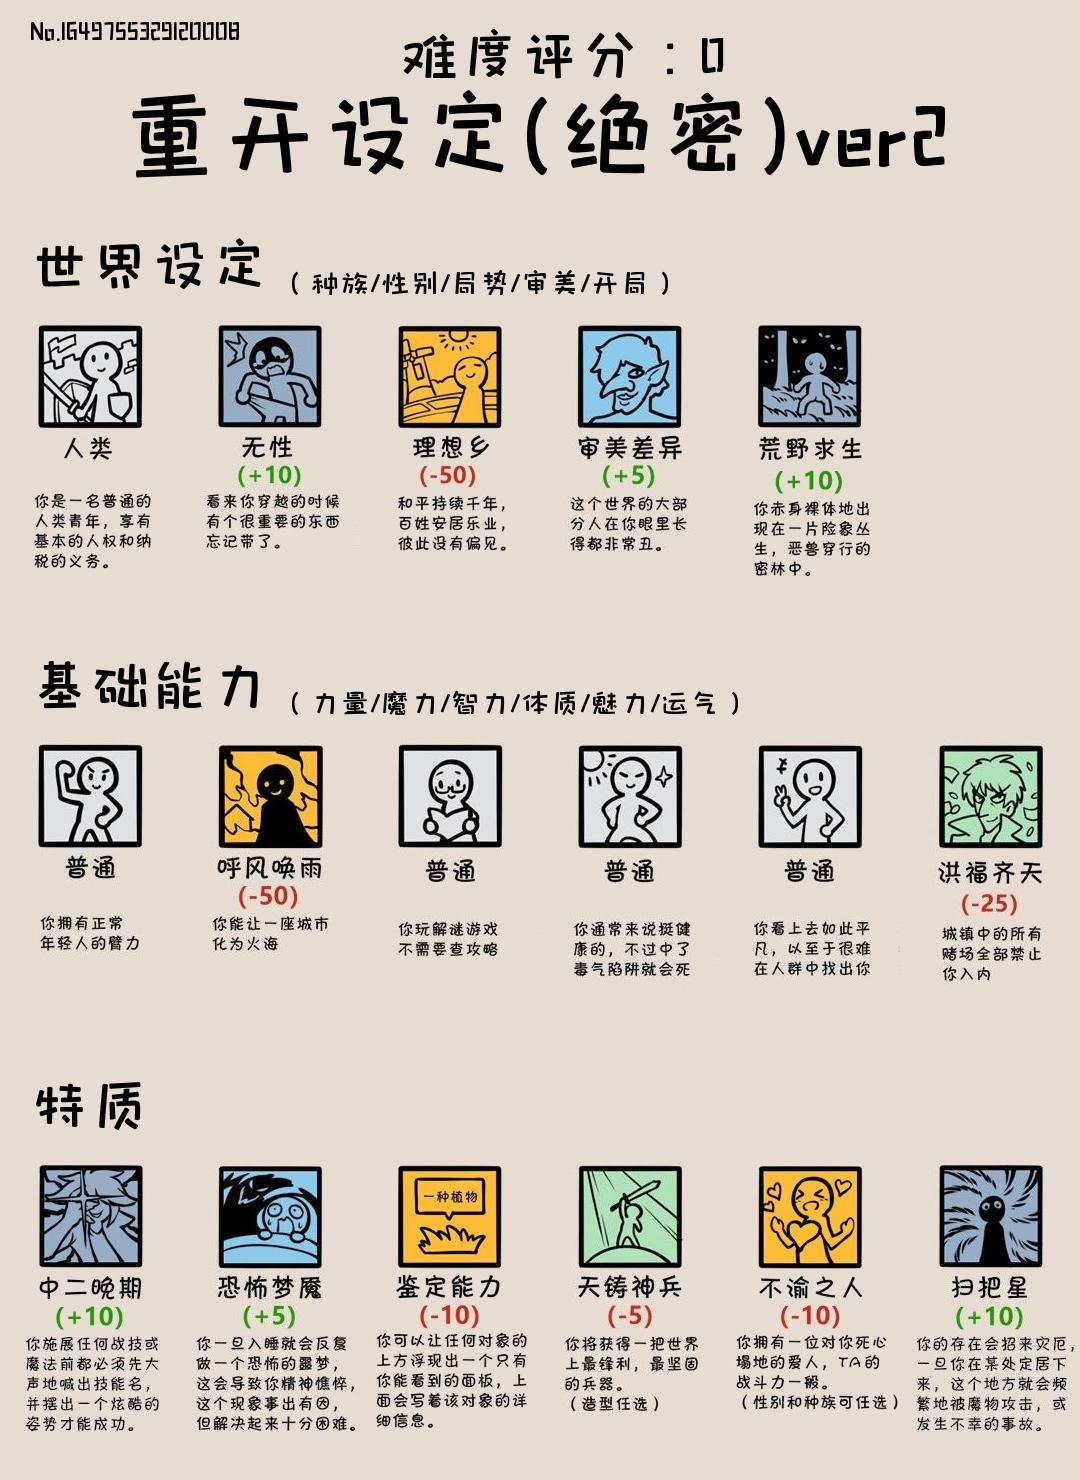 No.1649755329120008
难度评分:0
重开设定(绝密)ver2
世界设定(种族/性别/局势/审美/开局)
人类
你是一名普通的
人类青年，享有
基本的人权和纳
税的义务。
无性
(+10)
看来你穿越的时候
有个很重要的东西
忘记带了。
理想乡
(-50)
和平持续千年，
百姓安居乐业，
彼此没有偏见。
审美差异
(+5)
这个世界的大部
分人在你眼里长
得都非常丑。
荒野求生
(+10)
你赤身裸体地出
现在一片险象丛
生，恶兽穿行的
密林中。
基础能力(力量/魔力/智力/体质/魅力/运气)
普通
你拥有正常
年轻人的臂力
呼风唤雨
(-50)
你能让一座城市
化为火海
普通
你玩解谜游戏
不需要查攻略
普通
你通常来说挺健
康的，不过中了
毒气陷阱就会死
普通
你看上去如此平
凡，以至于很难
在人群中找出你
洪福齐天
(-25)
城镇中的所有
赌场全部禁止
你入内
特质
中二晚期
(+10)
你施展任何战技或
魔法前都必须先大
声地喊出技能名，
并摆出一个炫酷的
姿势才能成功。
恐怖梦魇
(+5)
你一旦入睡就会反复
做一个恐怖的噩梦，
这会导致你精神憔悴，
这个现象事出有因，
但解决起来十分困难。
一种植物
鉴定能力
(-10)
你可以让任何对象的
上方浮现出一个只有
你能看到的面板，上
面会写着该对象的详
细信息。
天铸神兵
(-5)
你将获得一把世界
上最锋利，最坚固
的兵器。
(造型任选)
不渝之人
(-10)
你拥有一位对你死心
塌地的爱人，TA的
战斗力一般。
(性别和种族可任选)
扫把星
(+10)
你的存在会招来灾厄，
一旦你在某处定居下
来，这个地方就会频
繁地被魔物攻击，或
发生不幸的事故。